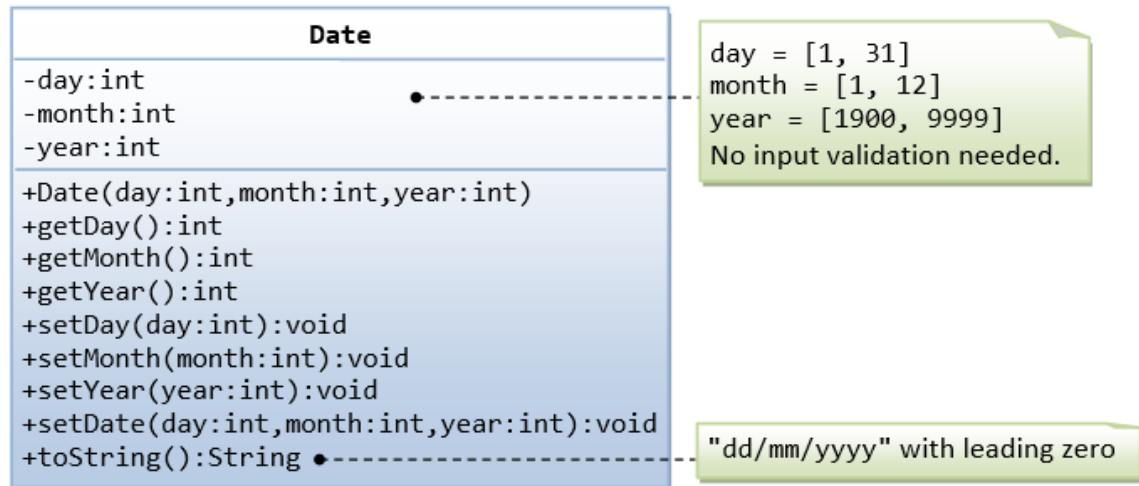 Date
-day:int
-month:int
-year:int
day = [1, 31]
month = [1, 12]
year = [1900, 9999]
No input validation needed.
+Date(day:int,month:int,year:int)
+getDay():int
+getMonth():int
+getYear():int
+setDay(day:int):void
+setMonth(month:int):void
+setYear(year:int):void
+setDate(day:int,month:int,year:int):void
+toString():String
"dd/mm/yyyy" with leading zero